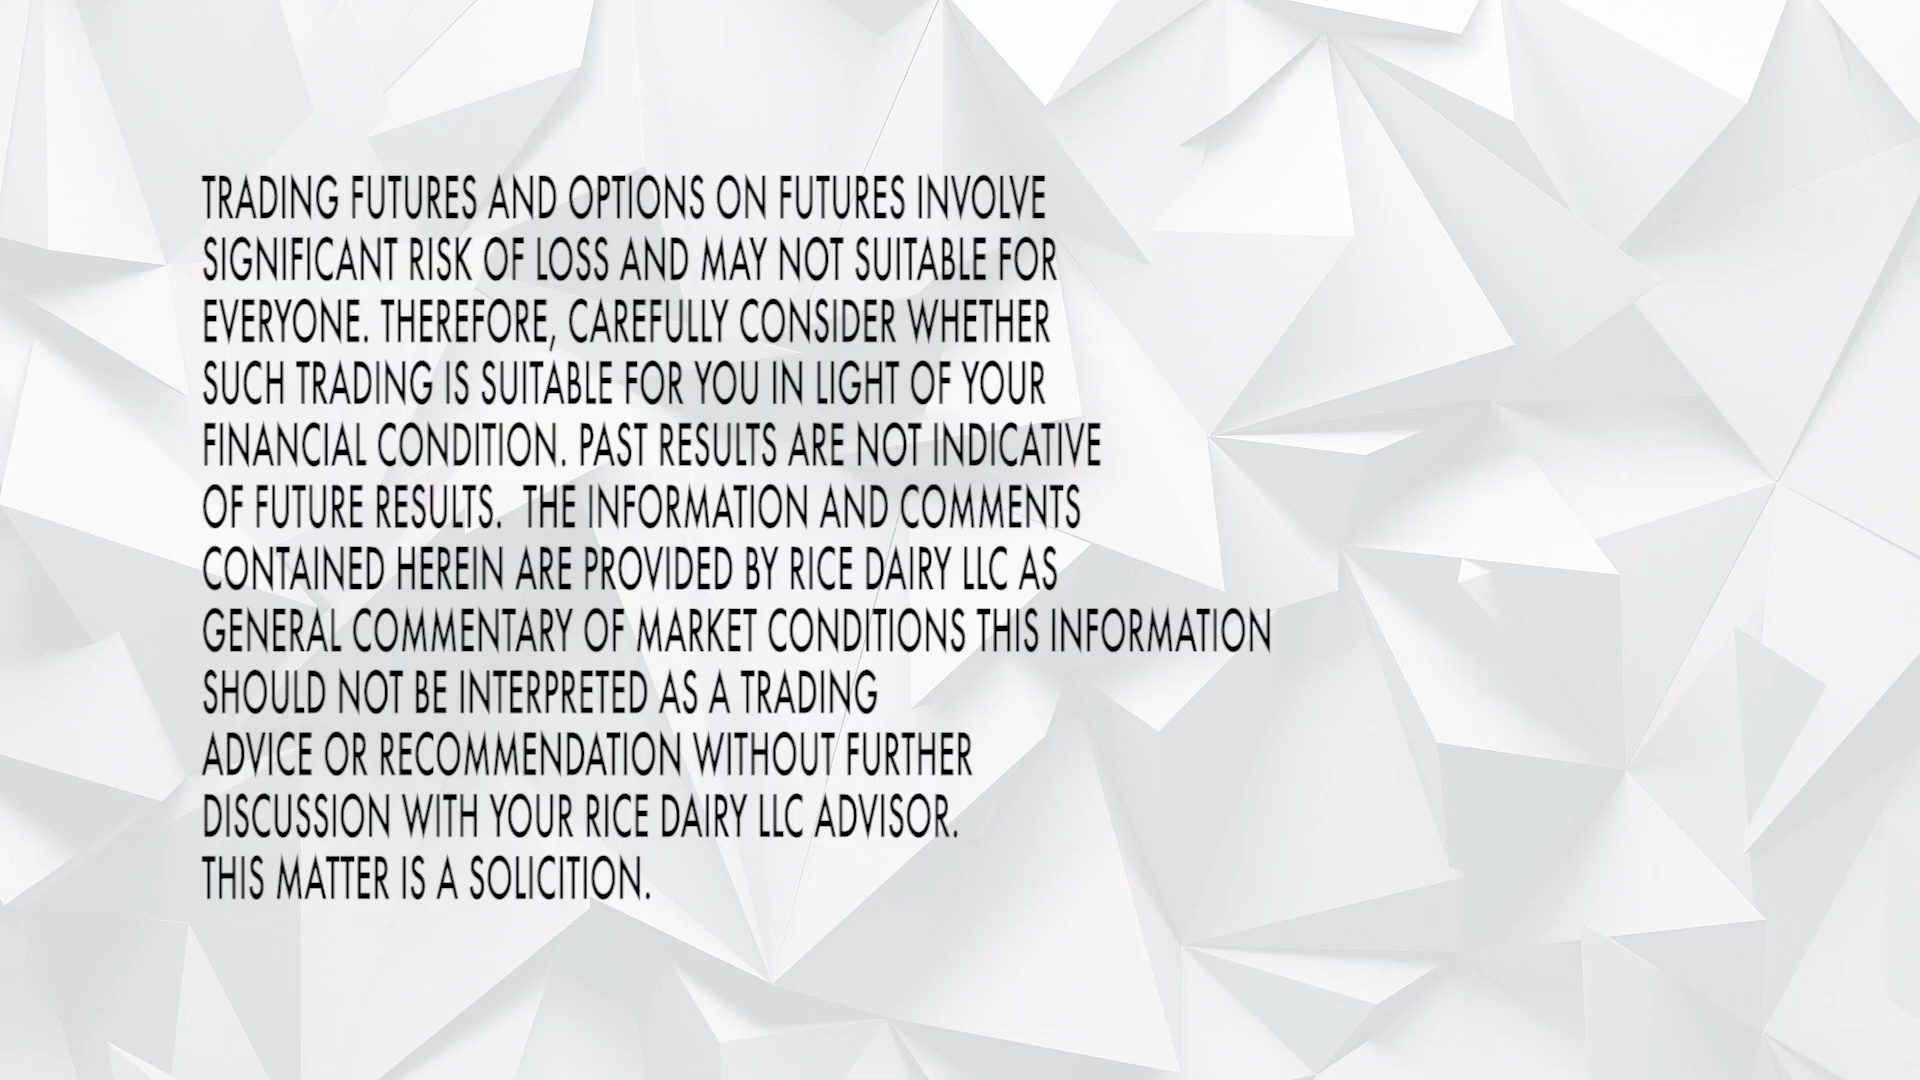 TRADING FUTURES AND OPTIONS ON FUTURES INVOLVE
SIGNIFICANT RISK OF LOSS AND MAY NOT SUITABLE FOR
EVERYONE. THEREFORE, CAREFULLY CONSIDER WHETHER
SUCH TRADING IS SUITABLE FOR YOU IN LIGHT OF YOUR
FINANCIAL CONDITION. PAST RESULTS ARE NOT INDICATIVE
OF FUTURE RESULTS.  THE INFORMATION AND COMMENTS
CONTAINED HEREIN ARE PROVIDED BY RICE DAIRY LLC AS
GENERAL COMMENTARY OF MARKET CONDITIONS THIS INFORMATION
SHOULD NOT BE INTERPRETED AS A TRADING
ADVICE OR RECOMMENDATION WITHOUT FURTHER
DISCUSSION WITH YOUR RICE DAIRY LLC ADVISOR.
THIS MATTER IS A SOLICITION.